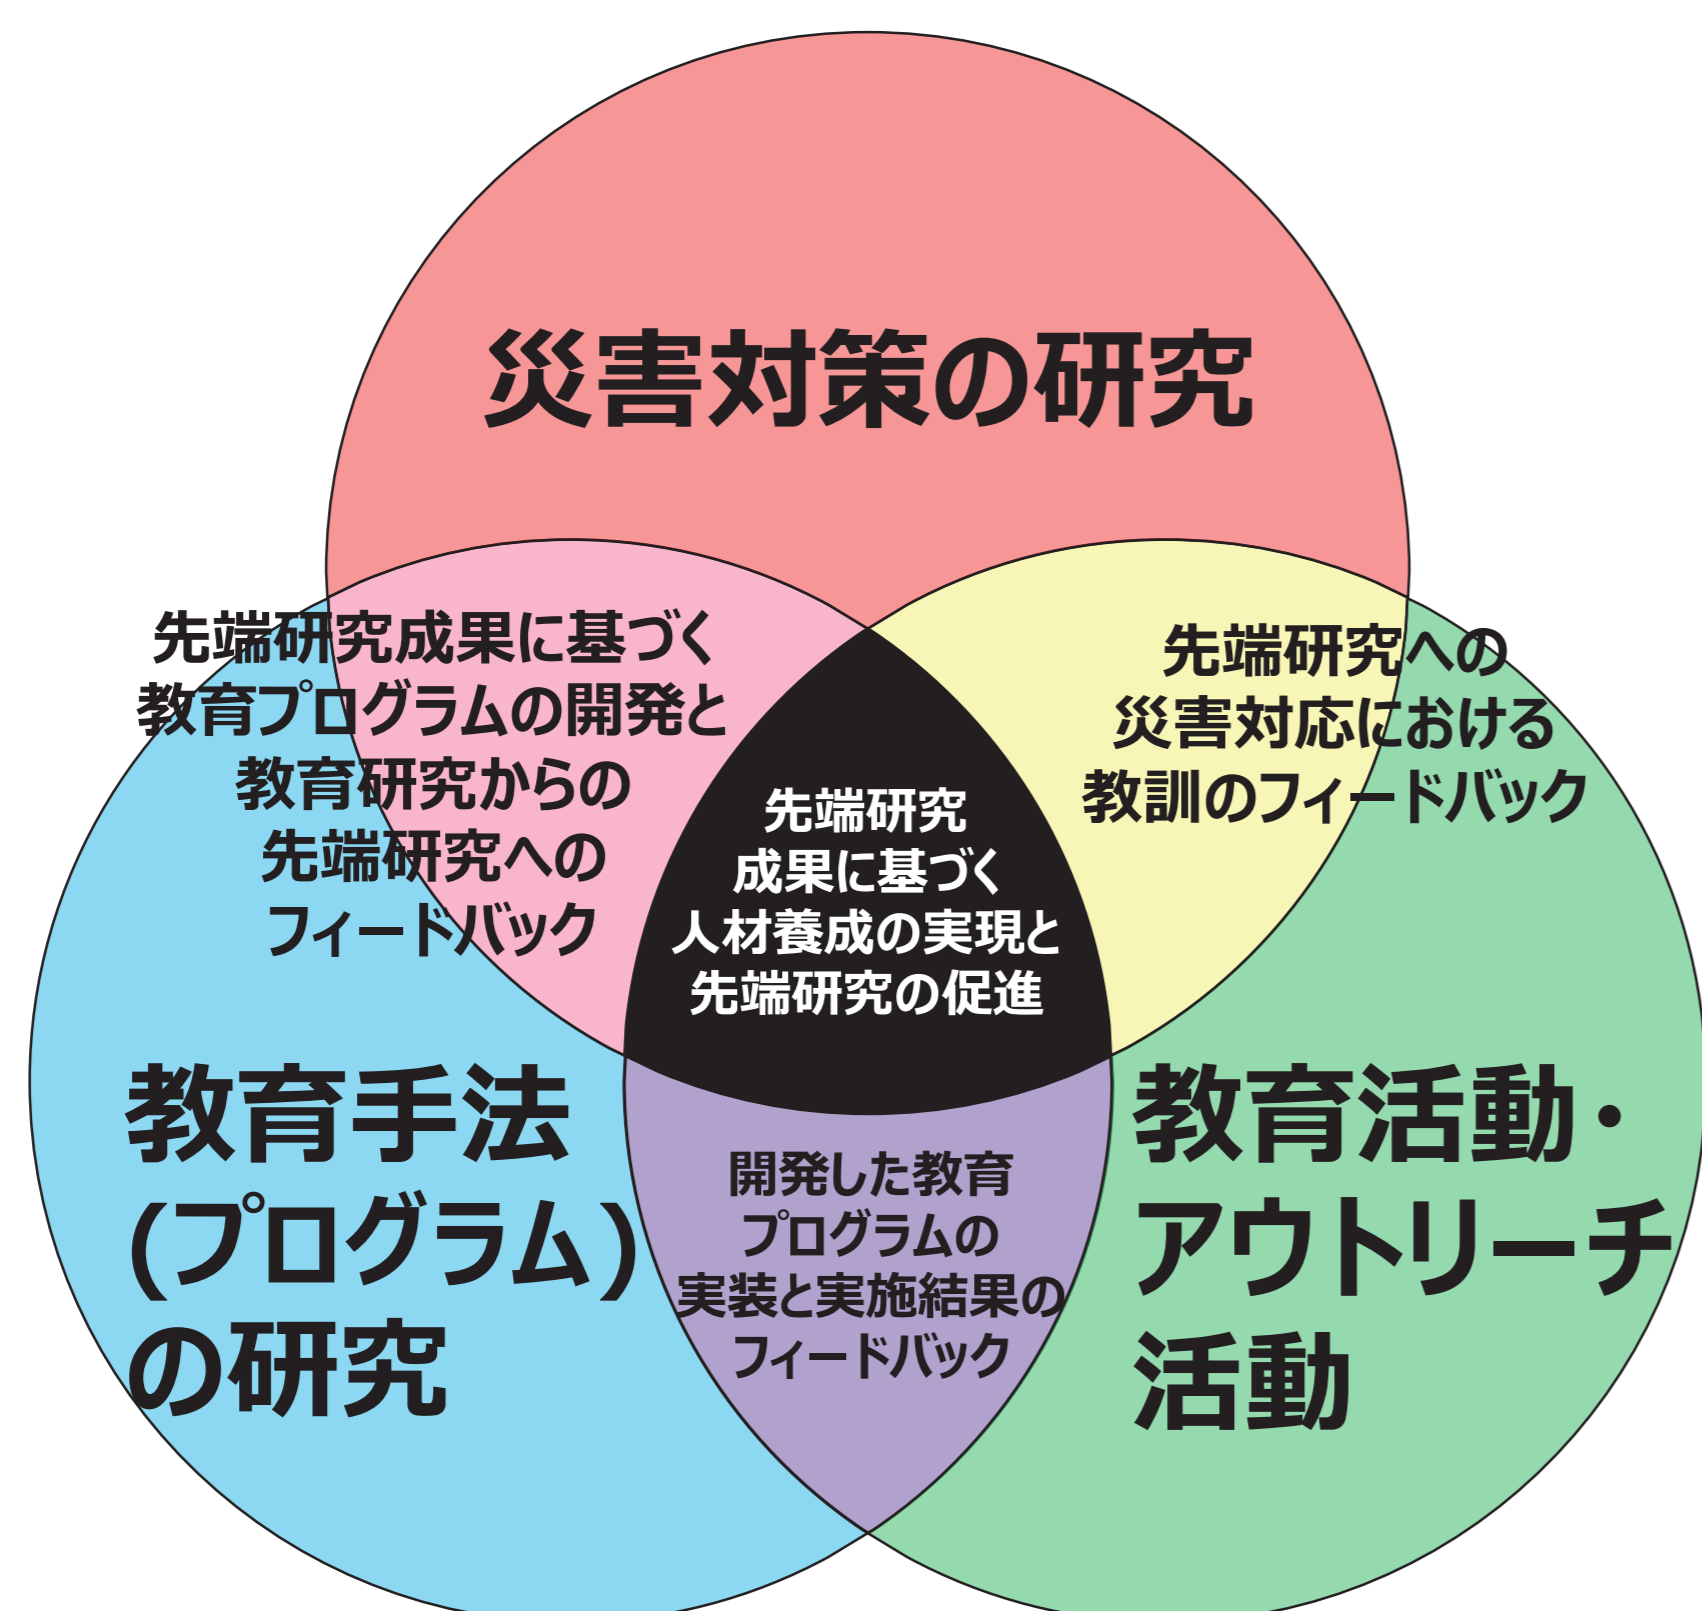 災害対策の研究
先端研究成果に基づく
教育プログラムの開発と
教育研究からの
先端研究への
フィードバック
先端研究への
災害対応における
教訓のフィードバック
先端研究
成果に基づく
人材養成の実現と
先端研究の促進
教育手法
(プログラム)
の研究
開発した教育
プログラムの
実装と実施結果の
フィードバック
教育活動・
アウトリーチ
活動